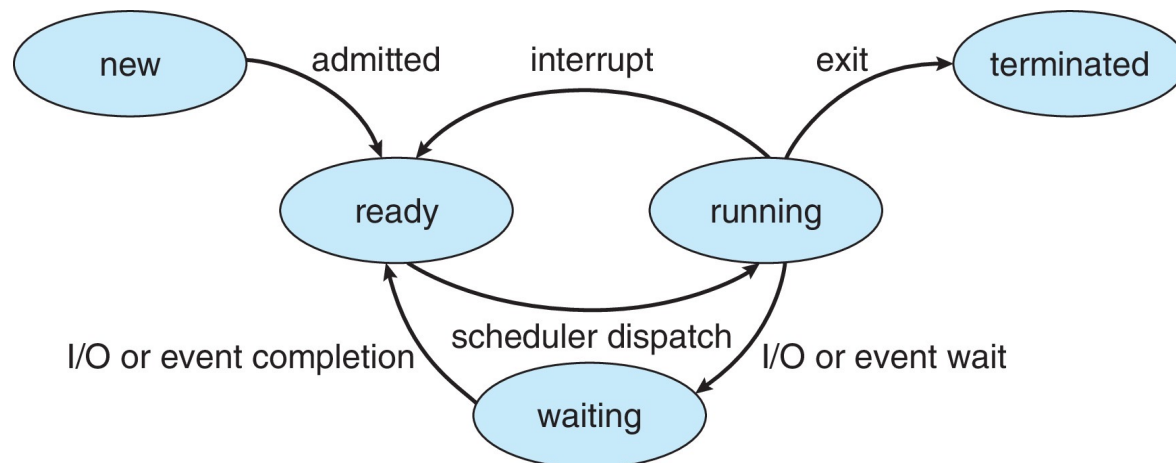 new
admitted
interrupt
exit
terminated
ready
running
scheduler dispatch
I/O or event completion
I/O or event wait
waiting